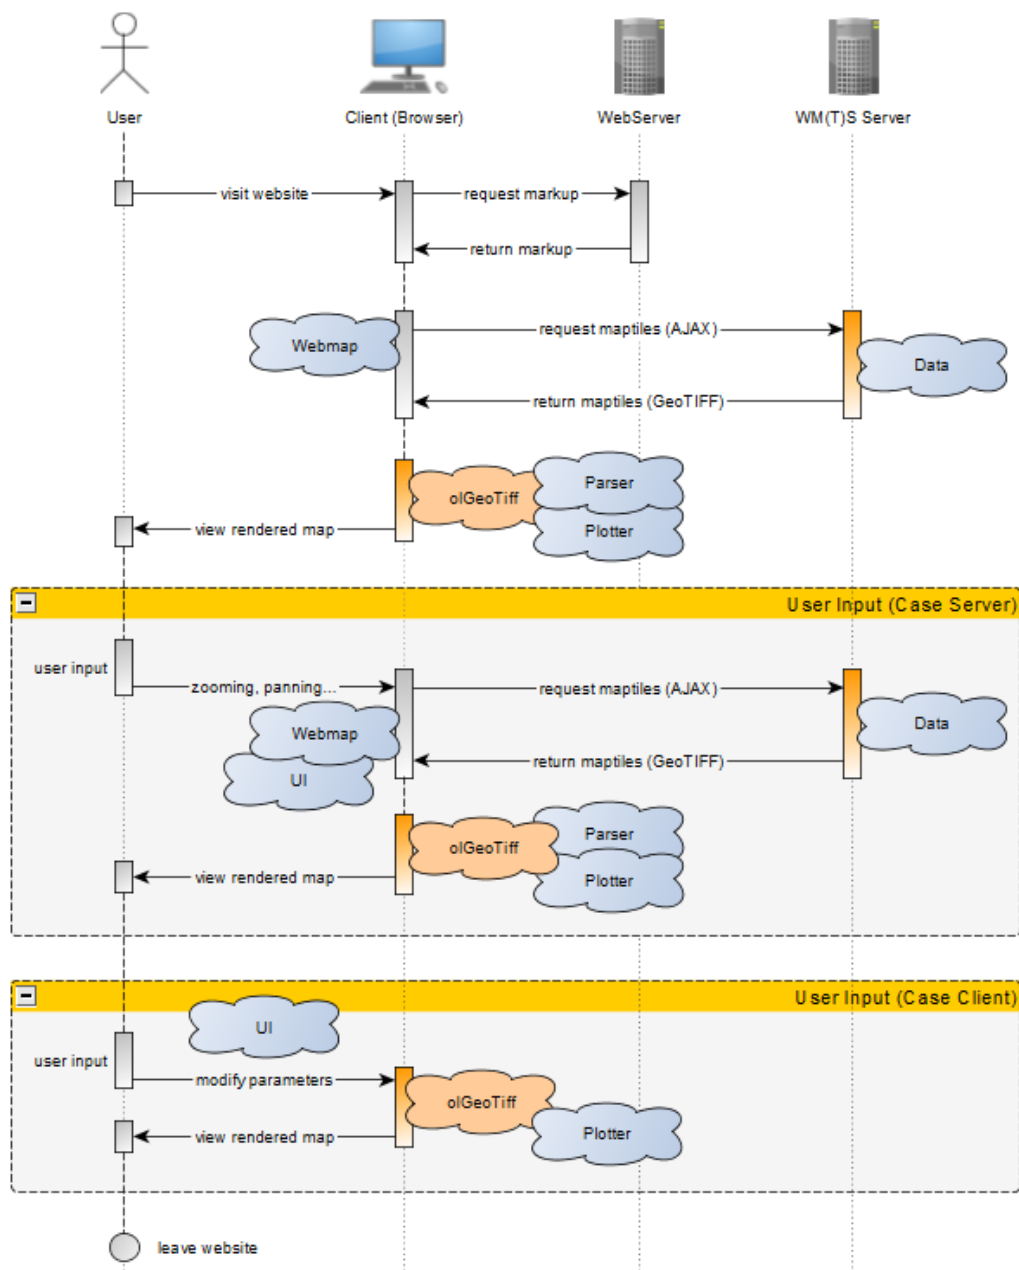 User
Client (Browser)
WebServer
WM(T)S Server
visit website
request markup
return markup
request maptiles (AJAX)
Webmap
Data
return maptiles (GeoTIFF)
Parser
olGeoTiff
view rendered map
Plotter
User Input (Case Server)
user input
zooming, panning...
request maptiles (AJAX)
Webmap
Data
return maptiles (GeoTIFF)
UI
Parser
olGeoTiff
view rendered map
Plotter
User Input (Case Client)
UI
user input
modify parameters
olGeoTiff
view rendered map
Plotter
leave website